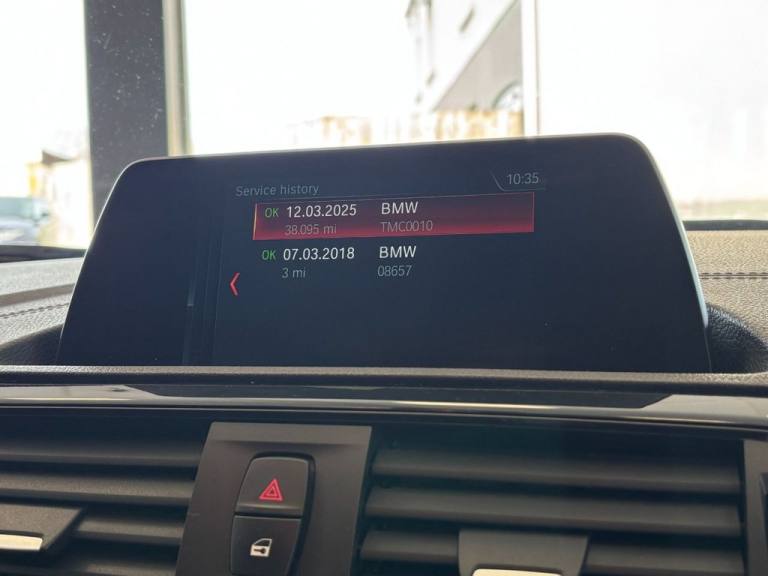 10:35
Service history
OK 12.03.2025 BMW
38.095 mi TMC0010
OK 07.03.2018 BMW
3 mi 08657